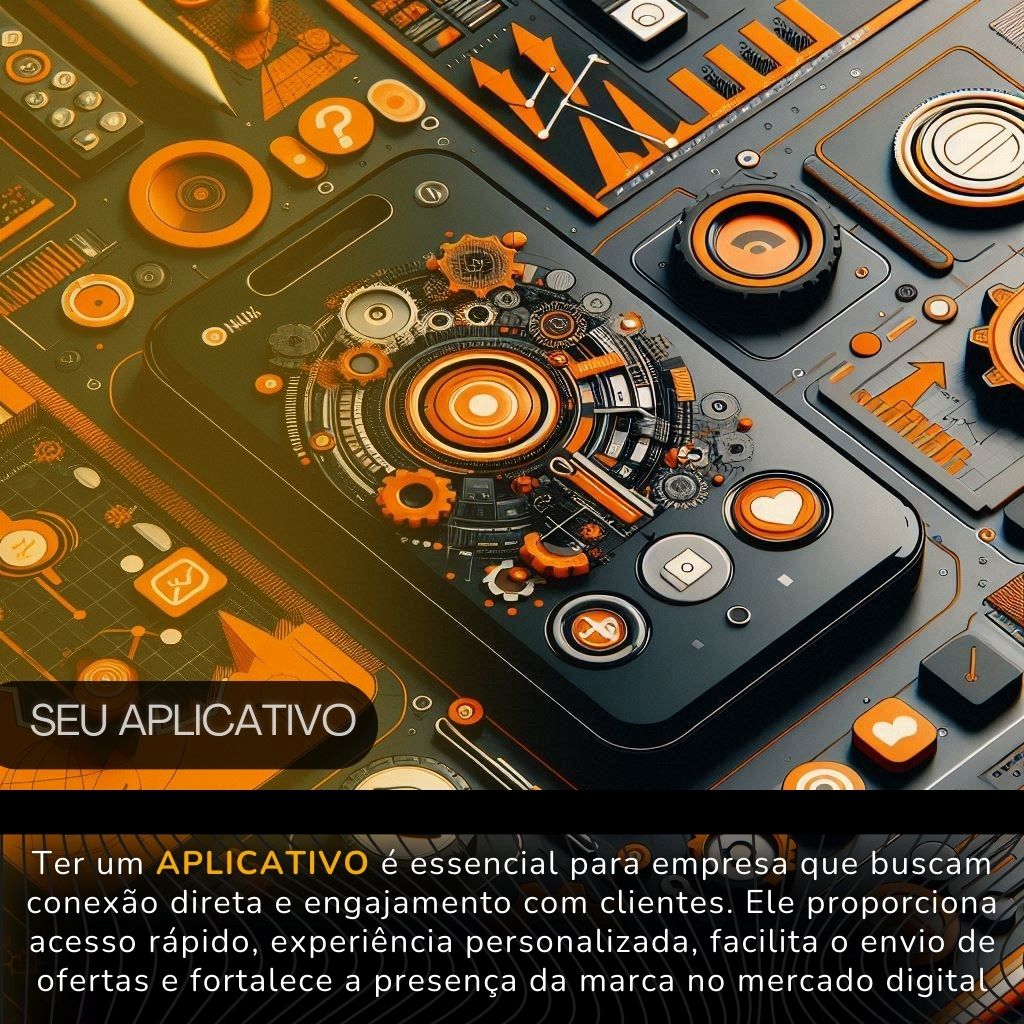 SEU APLICATIVO
Ter um APLICATIVO é essencial para empresa que buscam
conexão direta e engajamento com clientes. Ele proporciona
acesso rápido, experiência personalizada, facilita o envio de
ofertas e fortalece a presença da marca no mercado digital